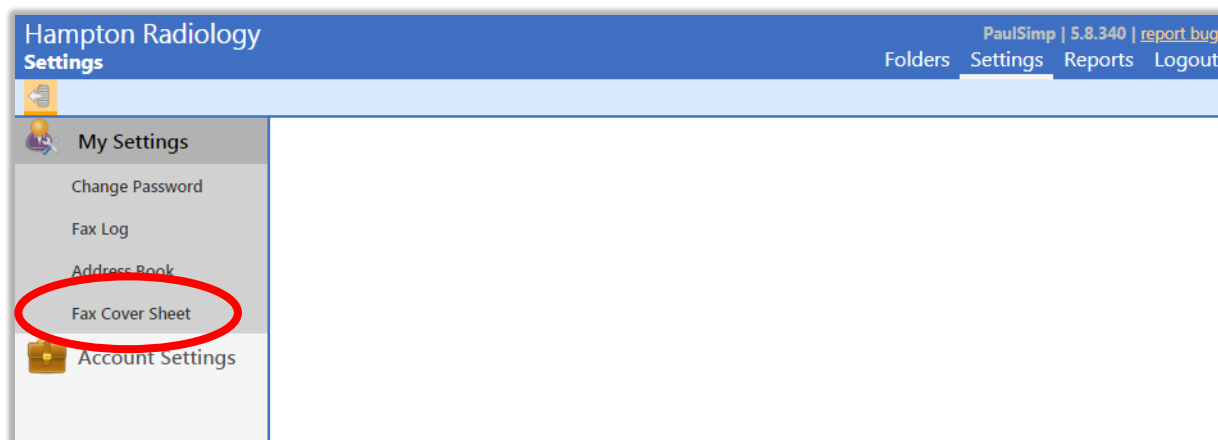 Hampton Radiology
PaulSimp | 5.8.340 | report bug
Settings
Folders Settings Reports Logout
My Settings
Change Password
Fax Log
Address Book
Fax Cover Sheet
Account Settings